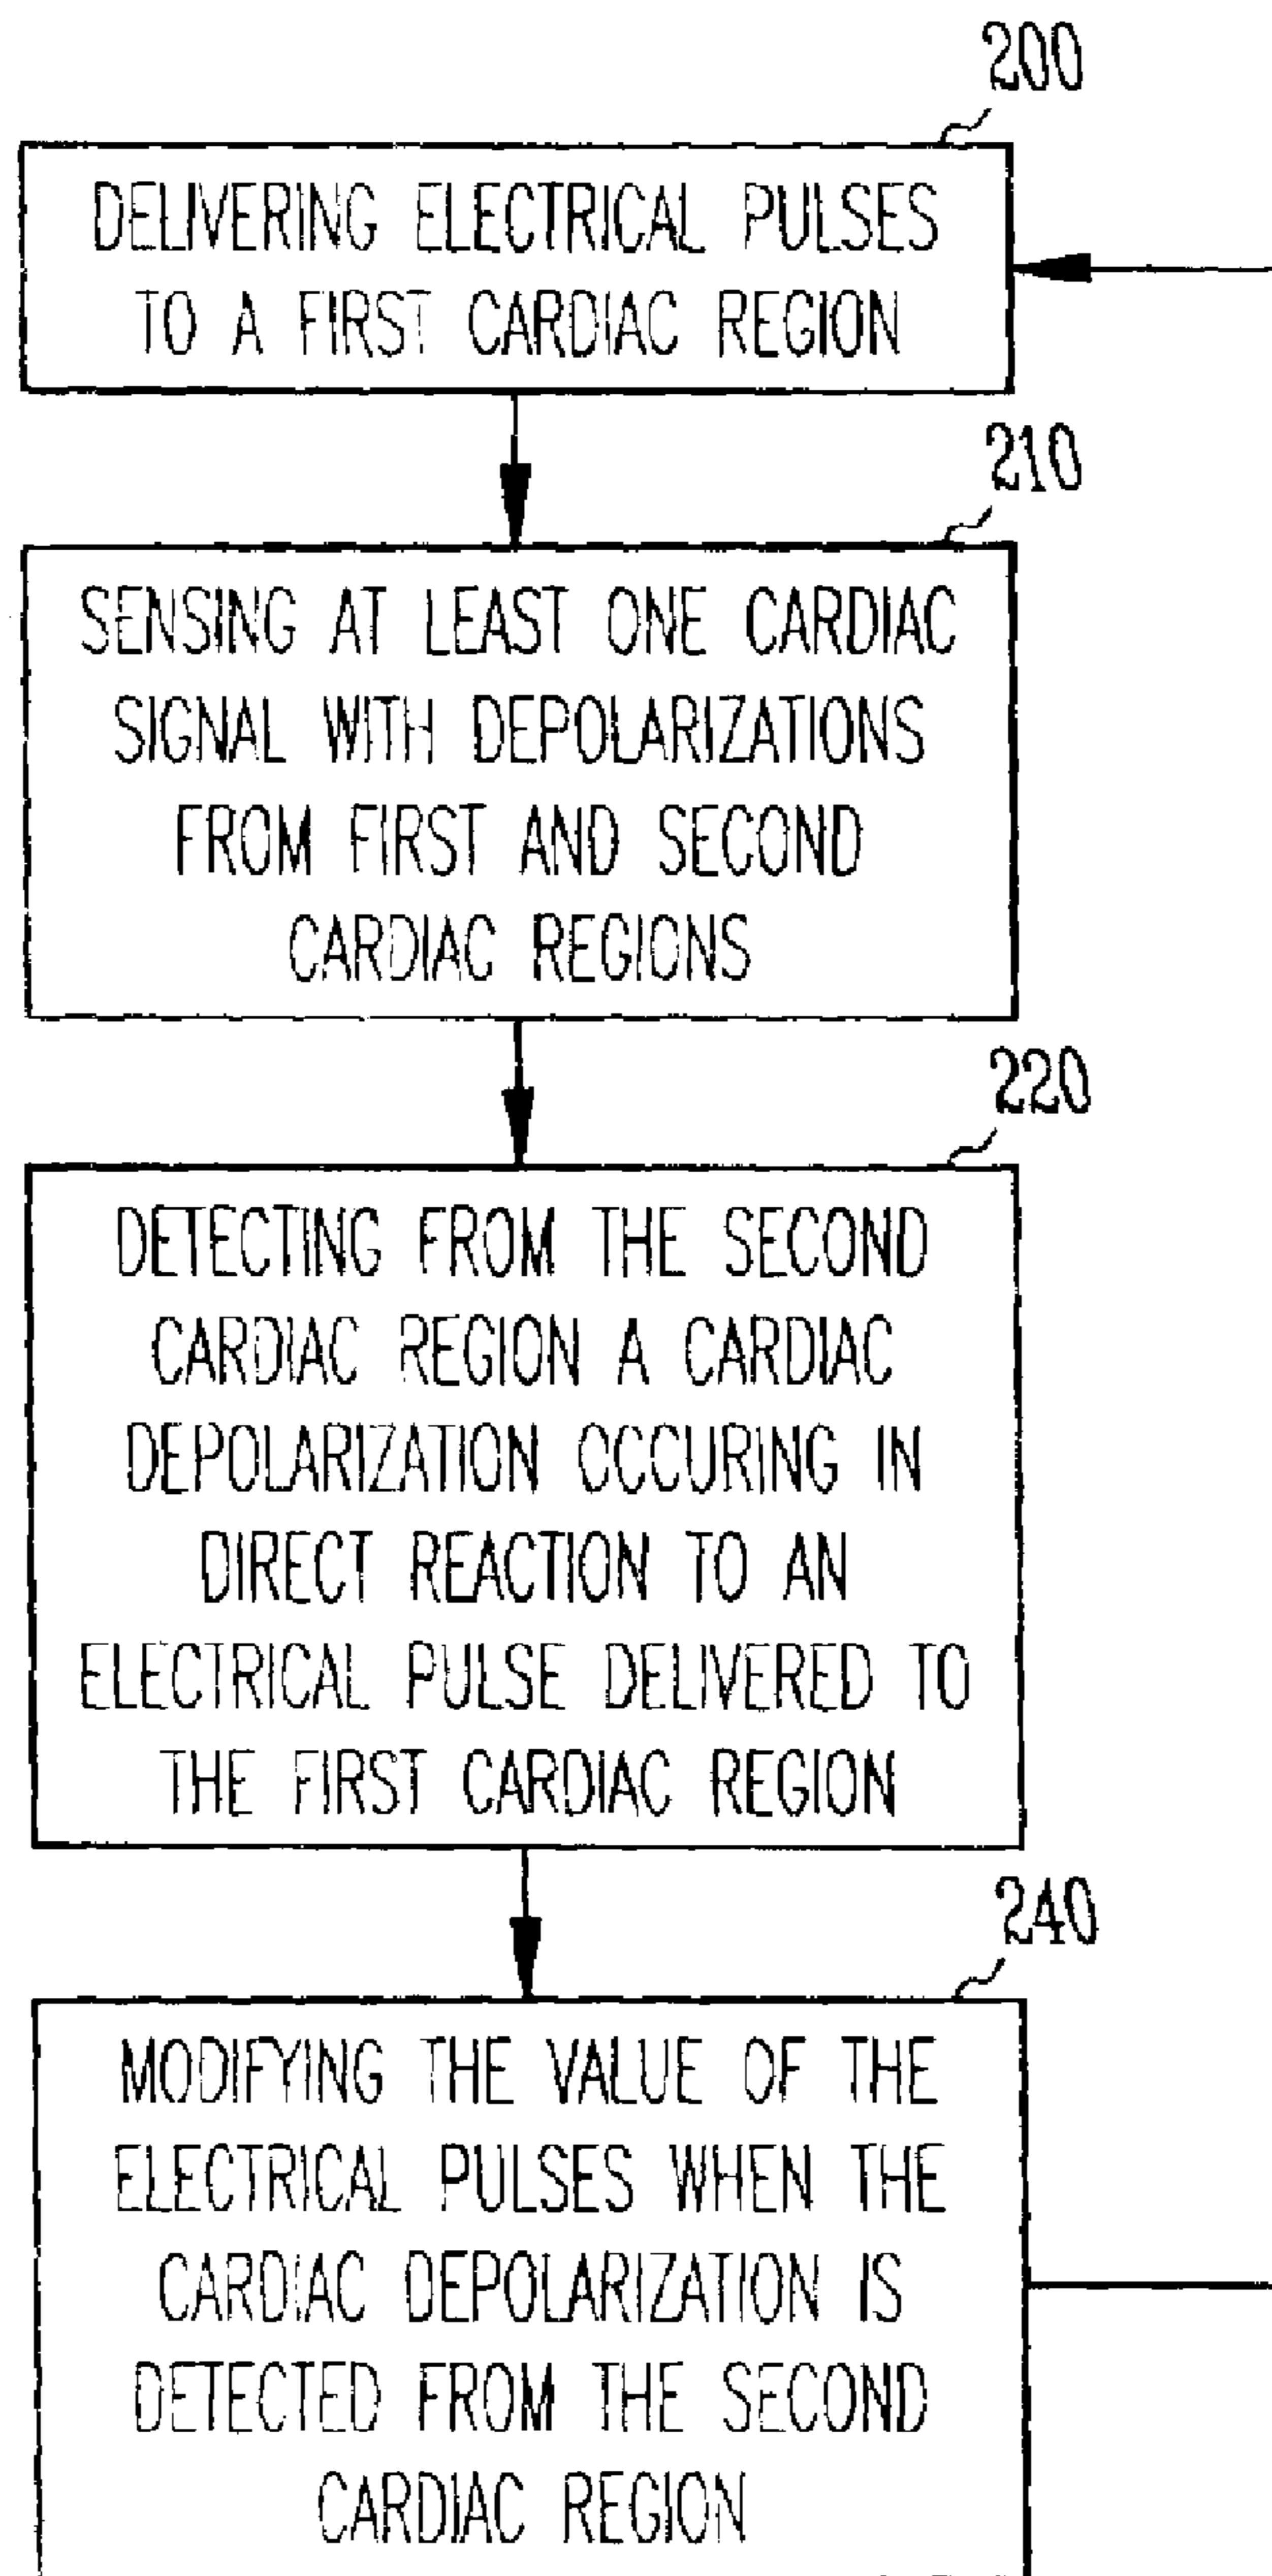 200
DELIVERING ELECTRICAL PULSES
TO A FIRST CARDIAC REGION
210
SENSING AT LEAST ONE CARDIAC
SIGNAL WITH DEPOLARIZATIONS
FROM FIRST AND SECOND
CARDIAC REGIONS
220
DETECTING FROM THE SECOND
CARDIAC REGION A CARDIAC
DEPOLARIZATION OCCURING IN
DIRECT REACTION TO AN
ELECTRICAL PULSE DELIVERED TO
THE FIRST CARDIAC REGION
240
MODIFYING THE VALUE OF THE
ELECTRICAL PULSES WHEN THE
CARDIAC DEPOLARIZATION IS
DETECTED FROM THE SECOND
CARDIAC REGION